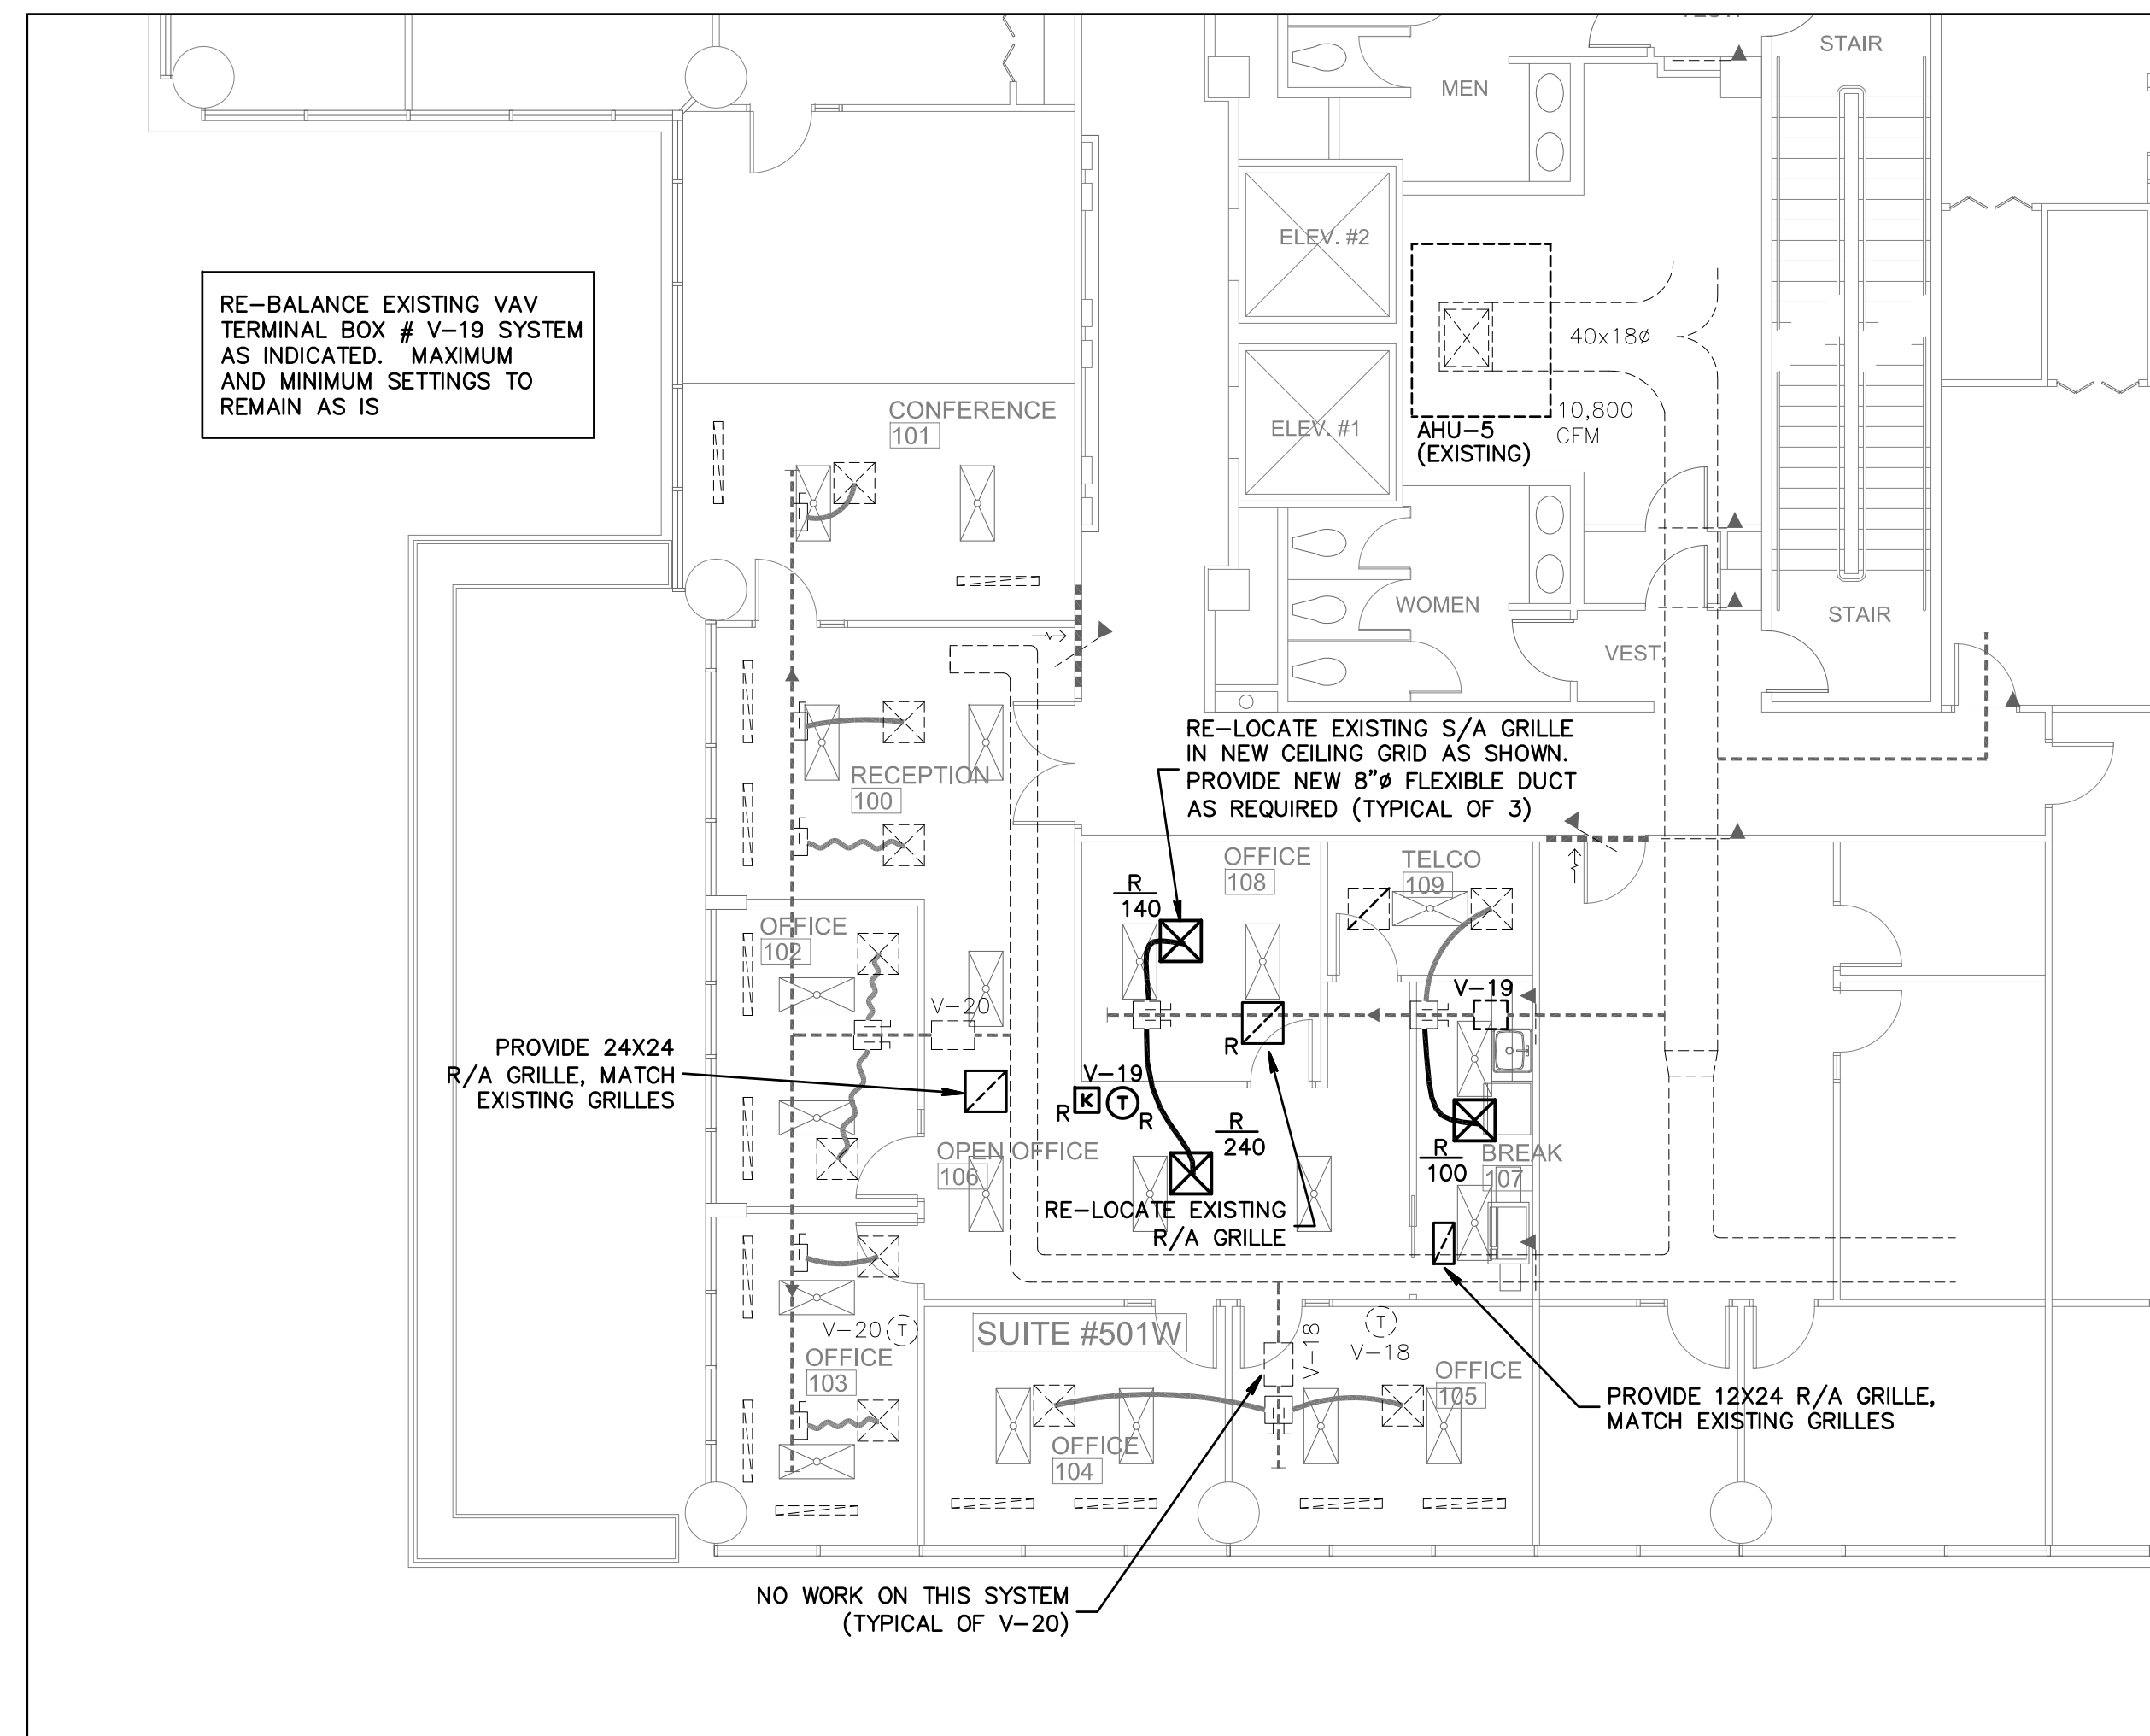 STAIR
MEN
ELEV. #2
RE-BALANCE EXISTING VAV
TERMINAL BOX # V-19 SYSTEM
AS INDICATED. MAXIMUM
AND MINIMUM SETTINGS TO
REMAIN AS IS
40x18ø
10,800
CFM
AHU-5
(EXISTING)
ELEV. #1
CONFERENCE
101
WOMEN
STAIR
VEST.
RE-LOCATE EXISTING S/A GRILLE
IN NEW CEILING GRID AS SHOWN.
PROVIDE NEW 8"ø FLEXIBLE DUCT
AS REQUIRED (TYPICAL OF 3)
RECEPTION
100
OFFICE
108
TELCO
109
R
140
OFFICE
102
V-20
V-19
R
PROVIDE 24X24
R/A GRILLE, MATCH
EXISTING GRILLES
V-19
R
K
T
R
R
240
OPEN OFFICE
106
R
100
BREAK
107
RE-LOCATE EXISTING
R/A GRILLE
V-20
T
OFFICE
103
SUITE #501W
V-18
T
V-18
OFFICE
105
PROVIDE 12X24 R/A GRILLE,
MATCH EXISTING GRILLES
OFFICE
104
NO WORK ON THIS SYSTEM
(TYPICAL OF V-20)